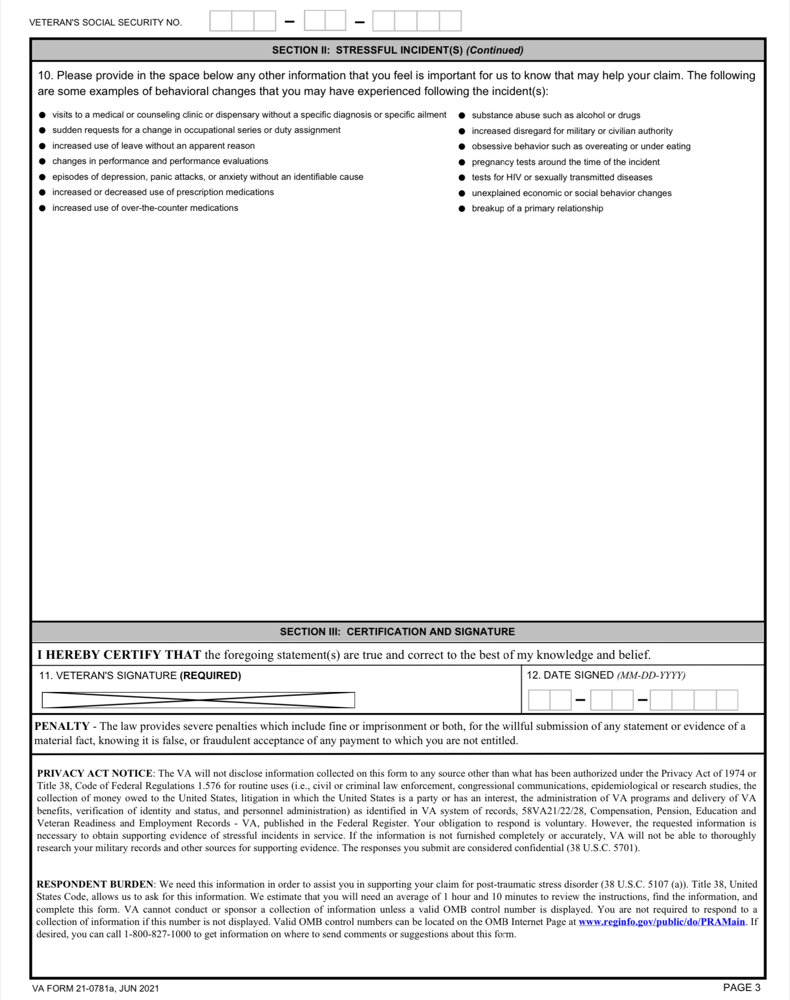 VETERAN'S SOCIAL SECURITY NO.
SECTION II: STRESSFUL INCIDENT(S) (Continued)
10. Please provide in the space below any other information that you feel is important for us to know that may help your claim. The following
are some examples of behavioral changes that you may have experienced following the incident(s):
● visits to a medical or counseling clinic or dispensary without a specific diagnosis or specific ailment
● sudden requests for a change in occupational series or duty assignment
● increased use of leave without an apparent reason
● changes in performance and performance evaluations
● episodes of depression, panic attacks, or anxiety without an identifiable cause
● increased or decreased use of prescription medications
● increased use of over-the-counter medications
● substance abuse such as alcohol or drugs
● increased disregard for military or civilian authority
● obsessive behavior such as overeating or under eating
● pregnancy tests around the time of the incident
● tests for HIV or sexually transmitted diseases
● unexplained economic or social behavior changes
● breakup of a primary relationship
SECTION III: CERTIFICATION AND SIGNATURE
I HEREBY CERTIFY THAT the foregoing statement(s) are true and correct to the best of my knowledge and belief.
11. VETERAN'S SIGNATURE (REQUIRED)
12. DATE SIGNED (MM-DD-YYYY)
PENALTY - The law provides severe penalties which include fine or imprisonment or both, for the willful submission of any statement or evidence of a
material fact, knowing it is false, or fraudulent acceptance of any payment to which you are not entitled.
PRIVACY ACT NOTICE: The VA will not disclose information collected on this form to any source other than what has been authorized under the Privacy Act of 1974 or
Title 38, Code of Federal Regulations 1.576 for routine uses (i.e., civil or criminal law enforcement, congressional communications, epidemiological or research studies, the
collection of money owed to the United States, litigation in which the United States is a party or has an interest, the administration of VA programs and delivery of VA
benefits, verification of identity and status, and personnel administration) as identified in VA system of records, 58VA21/22/28, Compensation, Pension, Education and
Veteran Readiness and Employment Records - VA, published in the Federal Register. Your obligation to respond is voluntary. However, the requested information is
necessary to obtain supporting evidence of stressful incidents in service. If the information is not furnished completely or accurately, VA will not be able to thoroughly
research your military records and other sources for supporting evidence. The responses you submit are considered confidential (38 U.S.C. 5701).
RESPONDENT BURDEN: We need this information in order to assist you in supporting your claim for post-traumatic stress disorder (38 U.S.C. 5107 (a)). Title 38, United
States Code, allows us to ask for this information. We estimate that you will need an average of 1 hour and 10 minutes to review the instructions, find the information, and
complete this form. VA cannot conduct or sponsor a collection of information unless a valid OMB control number is displayed. You are not required to respond to a
collection of information if this number is not displayed. Valid OMB control numbers can be located on the OMB Internet Page at www.reginfo.gov/public/do/PRAMain. If
desired, you can call 1-800-827-1000 to get information on where to send comments or suggestions about this form.
VA FORM 21-0781a, JUN 2021
PAGE 3